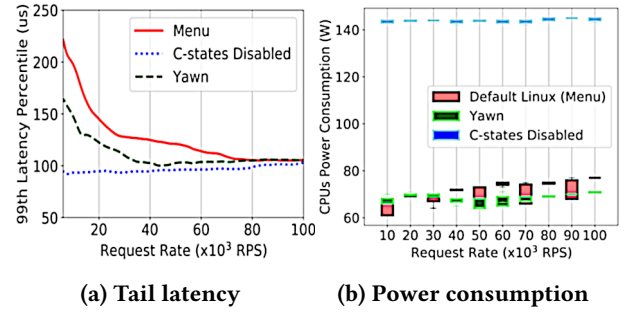 99th Latency Percentile (us)
250
200
150
100
50
Menu
C-states Disabled
Yawn
20
40
60
80
100
Request Rate (x10³ RPS)
(a) Tail latency
CPUs Power Consumption (W)
140
120
100
80
60
Default Linux (Menu)
Yawn
C-states Disabled
10 20 30 40 50 60 70 80 90 100
Request Rate (x10³ RPS)
(b) Power consumption